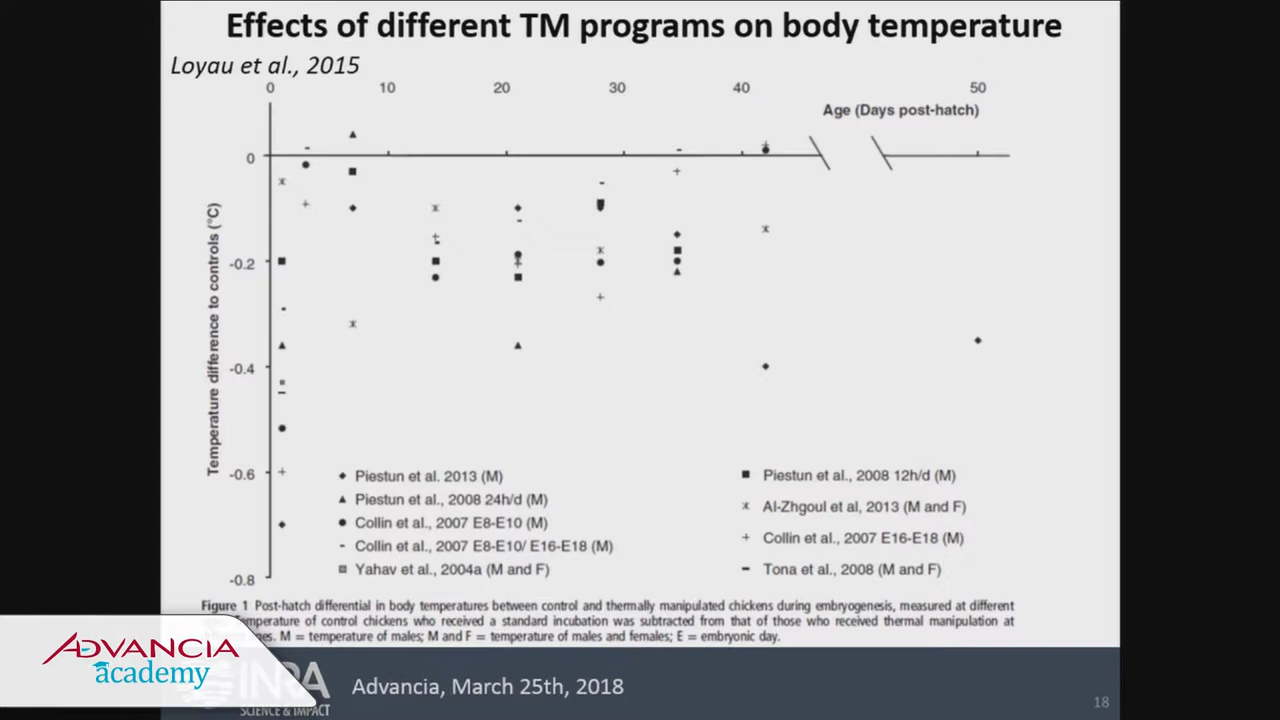 Effects of different TM programs on body temperature
Loyau et al., 2015
0 10 20 30 40 50
Age (Days post-hatch)
0
-0.2
-0.4
-0.6
-0.8
Temperature difference to controls (°C)
Piestun et al. 2013 (M)
Piestun et al., 2008 24h/d (M)
Collin et al., 2007 E8-E10 (M)
Collin et al., 2007 E8-E10/ E16-E18 (M)
Yahav et al., 2004a (M and F)
Piestun et al., 2008 12h/d (M)
Al-Zhgoul et al, 2013 (M and F)
Collin et al., 2007 E16-E18 (M)
Tona et al., 2008 (M and F)
Figure 1 Post-hatch differential in body temperatures between control and thermally manipulated chickens during embryogenesis, measured at different
temperature of control chickens who received a standard incubation was subtracted from that of those who received thermal manipulation at
M = temperature of males; M and F = temperature of males and females; E = embryonic day.
ADVANCIA
academy
INRA
SCIENCE & IMPACT
Advancia, March 25th, 2018
18